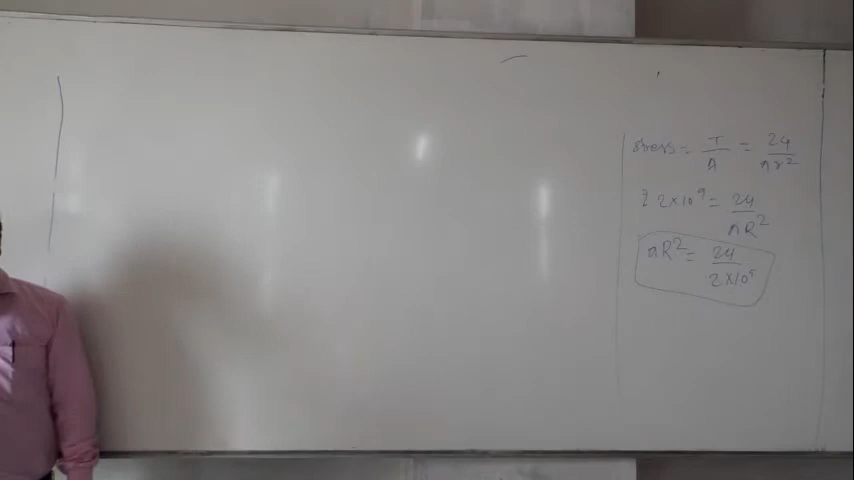 stress = T/A = 24/πr²
2×10⁹ = 24/πR²
πR² = 24/2×10⁹